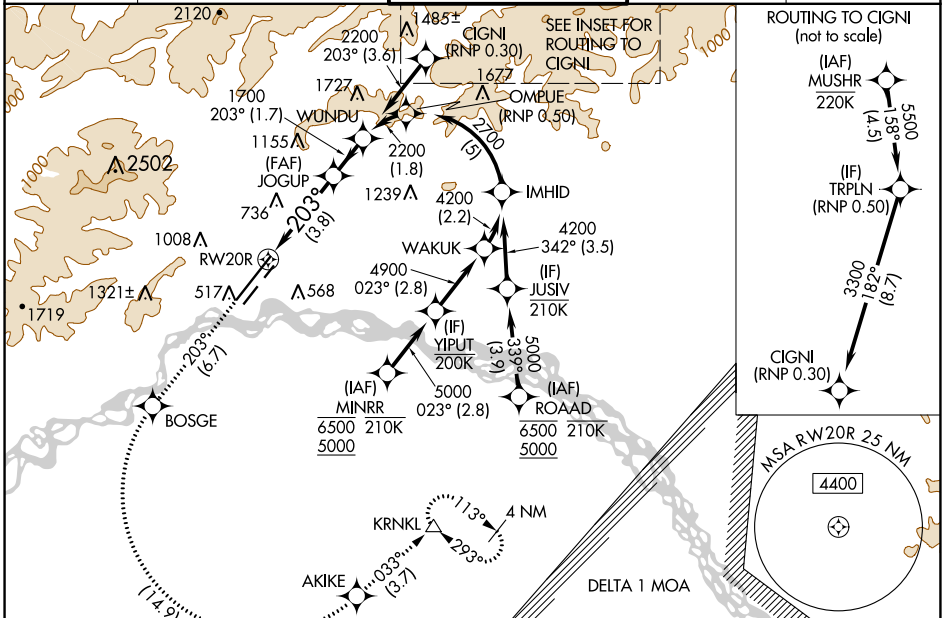 2120
1485±
2200
203° (3.6)
CIGNI
(RNP 0.30)
SEE INSET FOR
ROUTING TO
CIGNI
1000
1000
1727
1677
1700
203° (1.7)
WUNDU
OMPUE
(RNP 0.50)
1155
2200
(1.8)
2700
(5)
(FAF)
JOGUP
2502
1000
1239
IMHID
203°
(3.8)
736
4200
(2.2)
1008
WAKUK
4200
342° (3.5)
RW20R
4900
023° (2.8)
(IF)
JUSIV
210K
1321±
517
568
1719
(IF)
YIPUT
200K
203°
(6.7)
5000
339°
(3.9)
(IAF)
MINRR
6500 210K
5000
5000
023° (2.8)
(IAF)
ROAAD
6500 210K
5000
BOSGE
113°
4 NM
KRNKL
293°
033°
(3.7)
AKIKE
(14.9)
DELTA 1 MOA
ROUTING TO CIGNI
(not to scale)
(IAF)
MUSHR
220K
5500
158°
(4.5)
(IF)
TRPLN
(RNP 0.50)
3300
182°
(8.7)
CIGNI
(RNP 0.30)
MSA RW20R 25 NM
4400